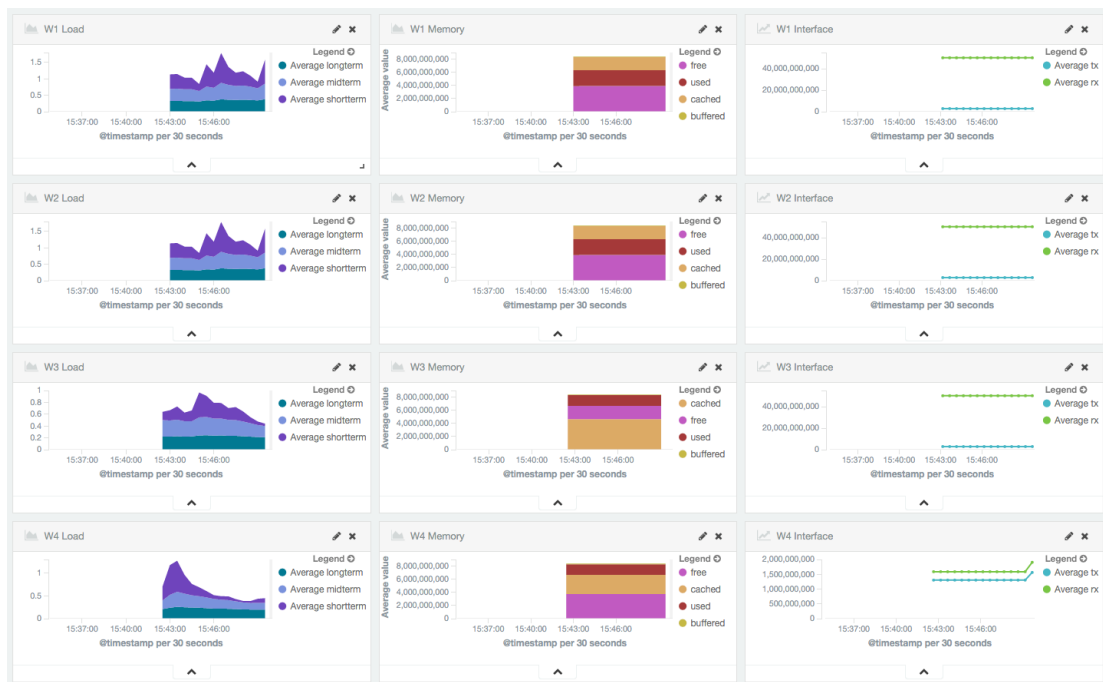 W1 Load
Legend
1.5
1
0.5
0
Average longterm
Average midterm
Average shortterm
15:37:00 15:40:00 15:43:00 15:46:00
@timestamp per 30 seconds
W1 Memory
Legend
Average value
8,000,000,000
6,000,000,000
4,000,000,000
2,000,000,000
0
free
used
cached
buffered
15:37:00 15:40:00 15:43:00 15:46:00
@timestamp per 30 seconds
W1 Interface
Legend
40,000,000,000
20,000,000,000
0
Average tx
Average rx
15:37:00 15:40:00 15:43:00 15:46:00
@timestamp per 30 seconds
W2 Load
Legend
1.5
1
0.5
0
Average longterm
Average midterm
Average shortterm
15:37:00 15:40:00 15:43:00 15:46:00
@timestamp per 30 seconds
W2 Memory
Legend
Average value
8,000,000,000
6,000,000,000
4,000,000,000
2,000,000,000
0
free
used
cached
buffered
15:37:00 15:40:00 15:43:00 15:46:00
@timestamp per 30 seconds
W2 Interface
Legend
40,000,000,000
20,000,000,000
0
Average tx
Average rx
15:37:00 15:40:00 15:43:00 15:46:00
@timestamp per 30 seconds
W3 Load
Legend
1
0.8
0.6
0.4
0.2
0
Average longterm
Average midterm
Average shortterm
15:37:00 15:40:00 15:43:00 15:46:00
@timestamp per 30 seconds
W3 Memory
Legend
Average value
8,000,000,000
6,000,000,000
4,000,000,000
2,000,000,000
0
cached
free
used
buffered
15:37:00 15:40:00 15:43:00 15:46:00
@timestamp per 30 seconds
W3 Interface
Legend
40,000,000,000
20,000,000,000
0
Average tx
Average rx
15:37:00 15:40:00 15:43:00 15:46:00
@timestamp per 30 seconds
W4 Load
Legend
1
0.5
0
Average longterm
Average midterm
Average shortterm
15:37:00 15:40:00 15:43:00 15:46:00
@timestamp per 30 seconds
W4 Memory
Legend
Average value
8,000,000,000
6,000,000,000
4,000,000,000
2,000,000,000
0
free
cached
used
buffered
15:37:00 15:40:00 15:43:00 15:46:00
@timestamp per 30 seconds
W4 Interface
Legend
2,000,000,000
1,500,000,000
1,000,000,000
500,000,000
0
Average tx
Average rx
15:37:00 15:40:00 15:43:00 15:46:00
@timestamp per 30 seconds